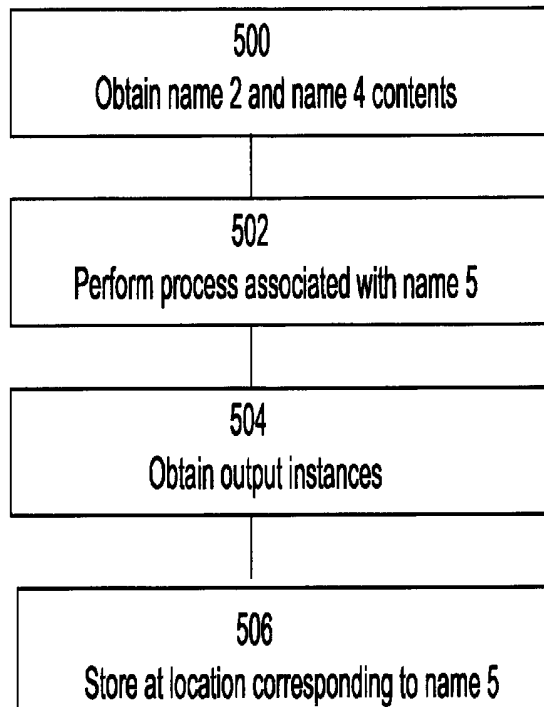 500
Obtain name 2 and name 4 contents
502
Perform process associated with name 5
504
Obtain output instances
506
Store at location corresponding to name 5